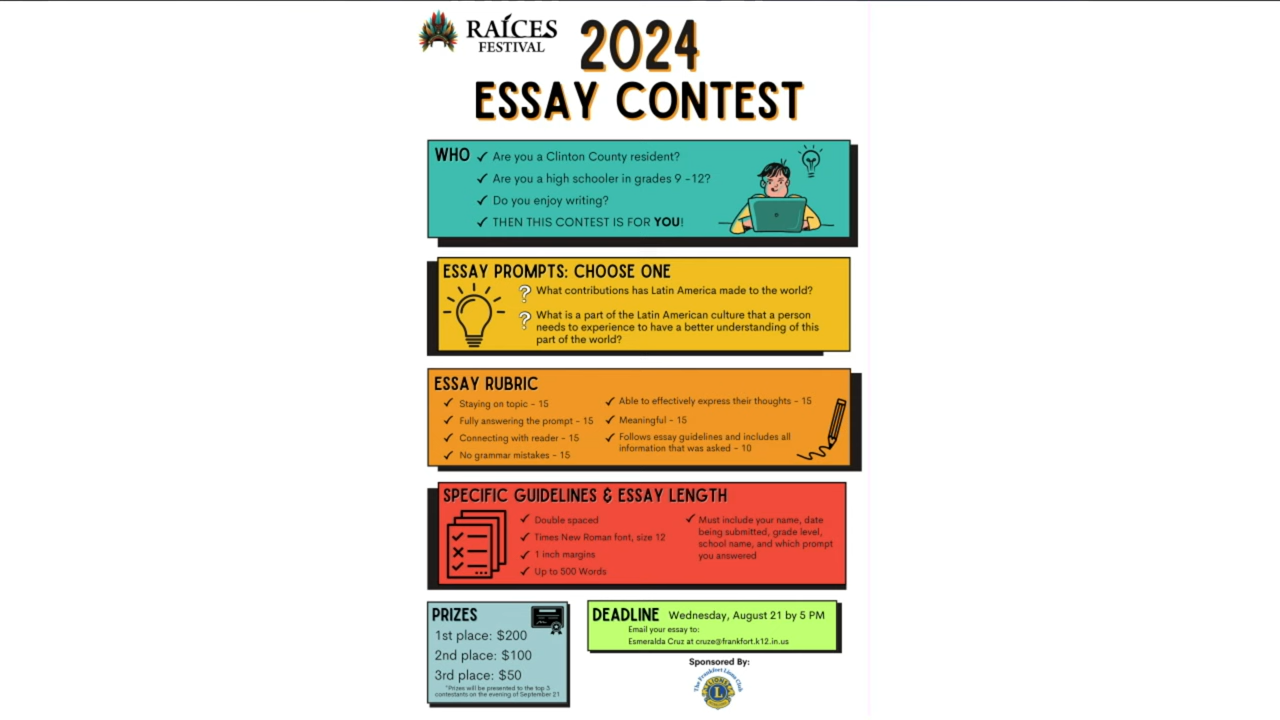 RAÍCES
FESTIVAL
2024
ESSAY CONTEST
WHO
Are you a Clinton County resident?
Are you a high schooler in grades 9 -12?
Do you enjoy writing?
THEN THIS CONTEST IS FOR YOU!
ESSAY PROMPTS: CHOOSE ONE
? What contributions has Latin America made to the world?
? What is a part of the Latin American culture that a person
needs to experience to have a better understanding of this
part of the world?
ESSAY RUBRIC
Staying on topic - 15
Fully answering the prompt - 15
Connecting with reader - 15
No grammar mistakes - 15
Able to effectively express their thoughts - 15
Meaningful - 15
Follows essay guidelines and includes all
information that was asked - 10
SPECIFIC GUIDELINES & ESSAY LENGTH
Double spaced
Times New Roman font, size 12
1 inch margins
Up to 500 Words
Must include your name, date
being submitted, grade level,
school name, and which prompt
you answered
PRIZES
1st place: $200
2nd place: $100
3rd place: $50
*Prizes will be presented to the top 3
contestants on the evening of September 21
DEADLINE Wednesday, August 21 by 5 PM
Email your essay to:
Esmeralda Cruz at cruze@frankfort.k12.in.us
Sponsored By:
The Frankfort Lions Club
LIONS
L